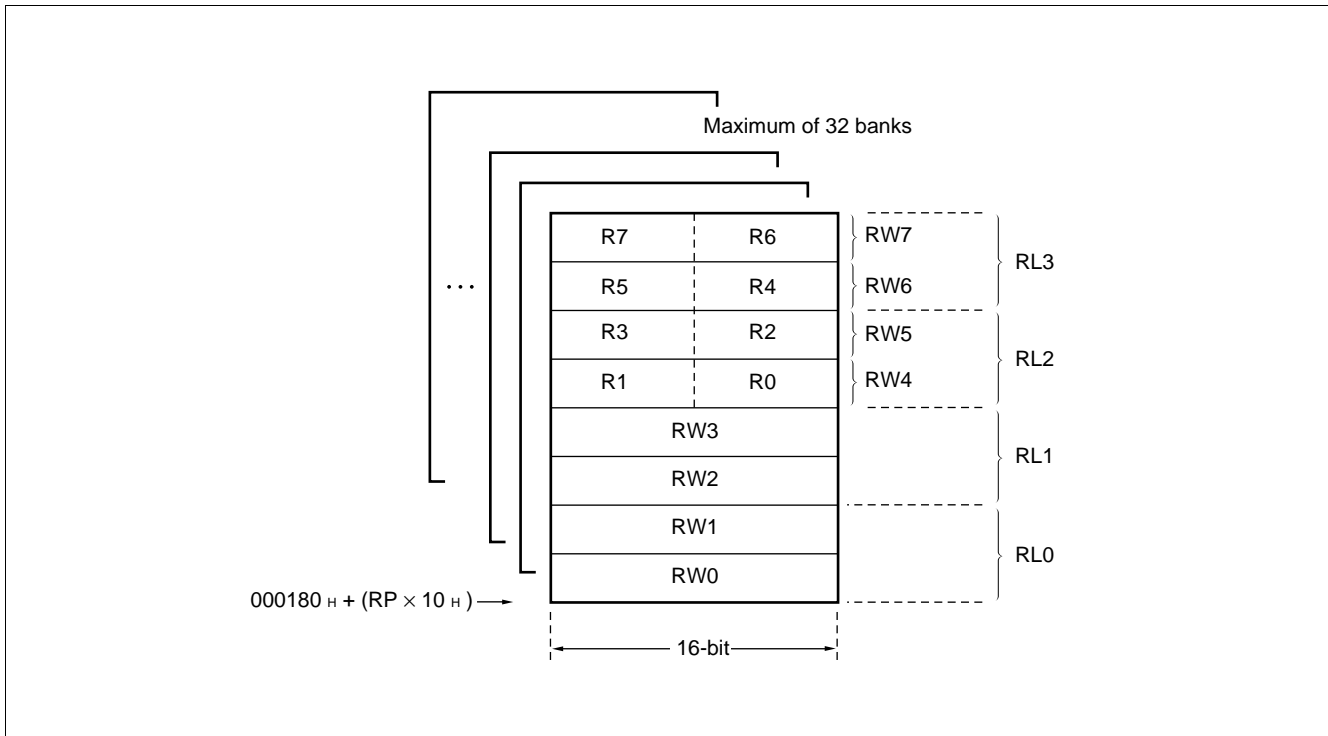 Maximum of 32 banks
R7 R6 RW7
RL3
R5 R4 RW6
...
R3 R2 RW5
RL2
R1 R0 RW4
RW3
RL1
RW2
RW1
RL0
RW0
000180 H + (RP × 10 H )
16-bit